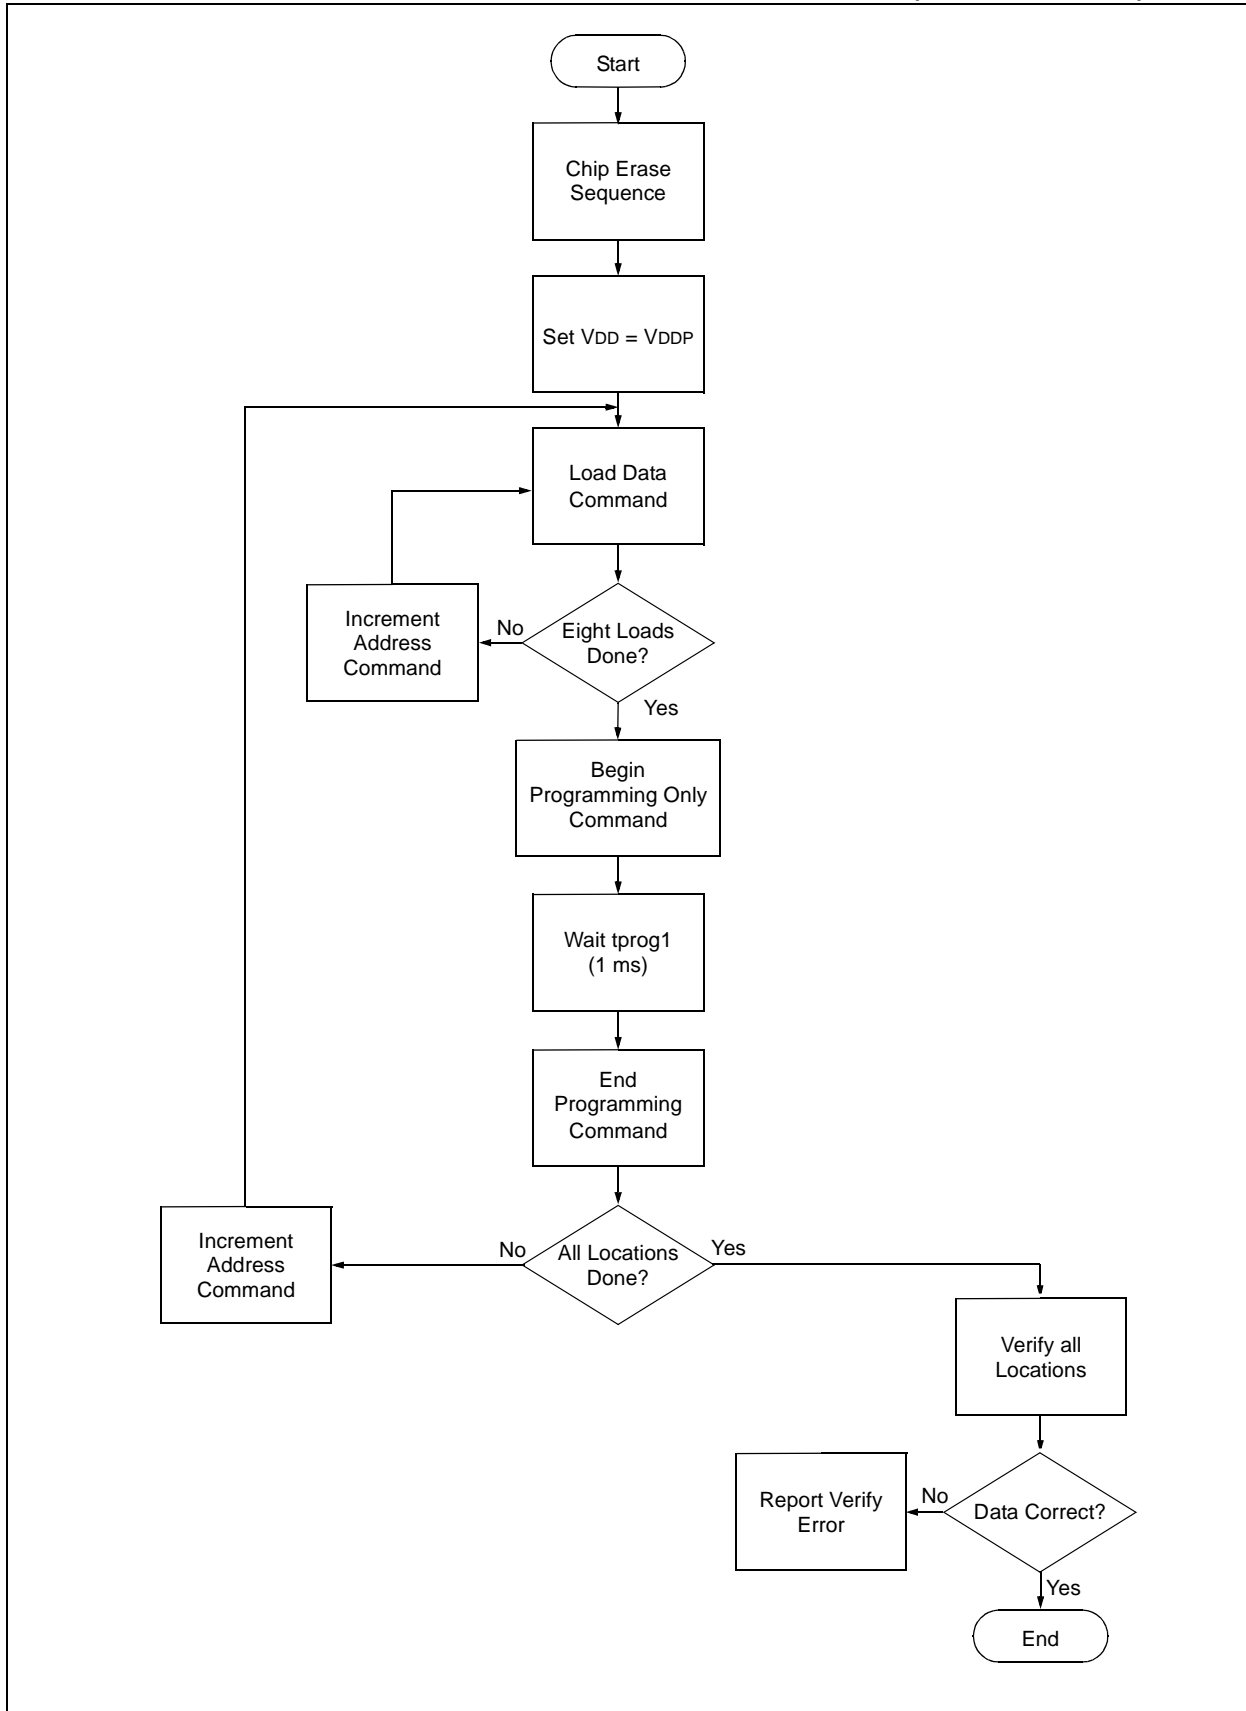 Start
Chip Erase
Sequence
Set VDD = VDDP
Load Data
Command
Increment
Address
Command
No
Eight Loads
Done?
Yes
Begin
Programming Only
Command
Wait tprog1
(1 ms)
End
Programming
Command
Increment
Address
Command
No
All Locations
Done?
Yes
Verify all
Locations
Report Verify
Error
No
Data Correct?
Yes
End